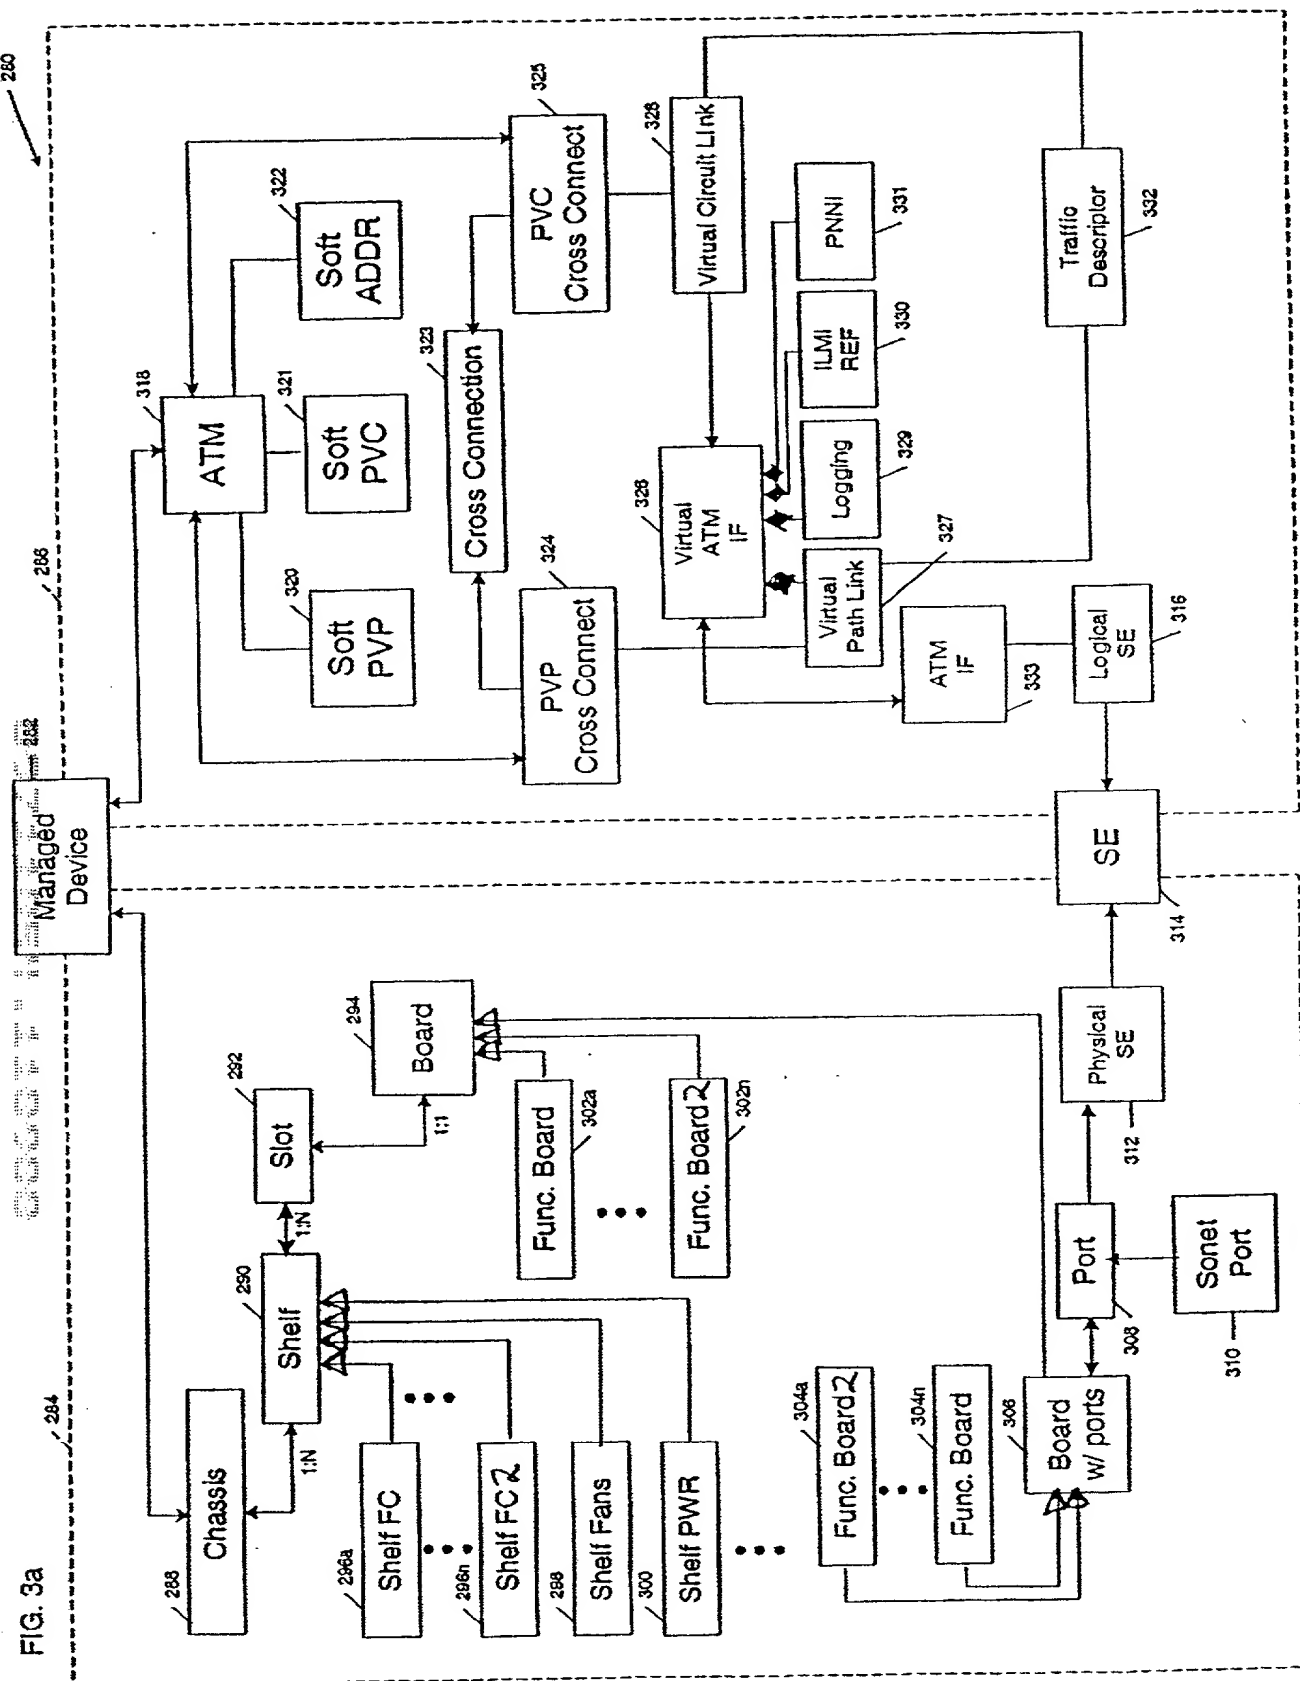 FIG. 3a
280
Managed
Device
282
284
286
288
Chassis
1:N
290
Shelf
1:N
292
Slot
1:1
294
Board
296a
Shelf FC
296n
Shelf FC2
298
Shelf Fans
300
Shelf PWR
Func. Board
302a
Func. Board2
302n
304a
Func. Board2
304n
Func. Board
306
Board
w/ ports
Port
308
Sonet
Port
310
Physical
SE
312
SE
314
Logical
SE
316
318
ATM
320
Soft
PVP
321
Soft
PVC
322
Soft
ADDR
323
Cross Connection
324
PVP
Cross Connect
325
PVC
Cross Connect
326
Virtual
ATM
IF
Virtual
Path Link
327
328
Virtual Circuit Link
Logging
329
ILMI
REF
330
PNNI
331
Traffic
Descriptor
332
ATM
IF
333